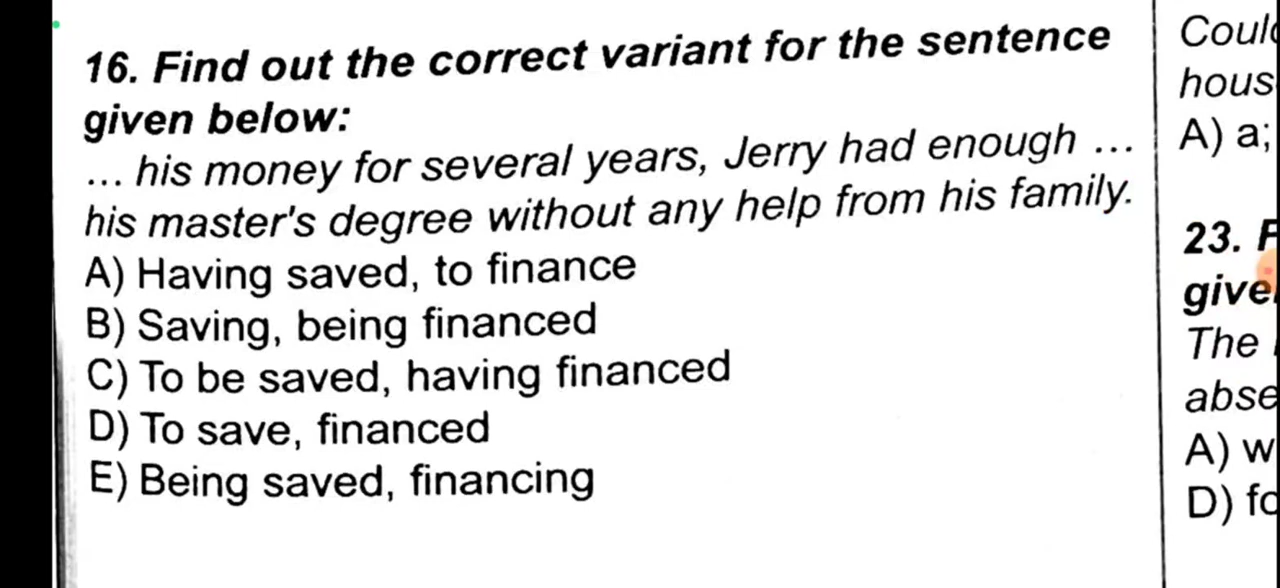 16. Find out the correct variant for the sentence
given below:
... his money for several years, Jerry had enough ...
his master's degree without any help from his family.
A) Having saved, to finance
B) Saving, being financed
C) To be saved, having financed
D) To save, financed
E) Being saved, financing
A) a;
23.
The
A) w
D) fo